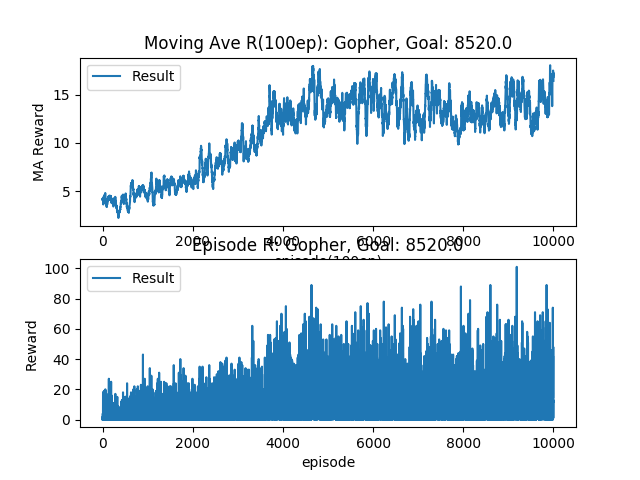 Moving Ave R(100ep): Gopher, Goal: 8520.0
Result
15
10
5
MA Reward
0 2000 4000 6000 8000 10000
episode(100ep)
Episode R: Gopher, Goal: 8520.0
Result
100
80
60
40
20
0
Reward
0 2000 4000 6000 8000 10000
episode